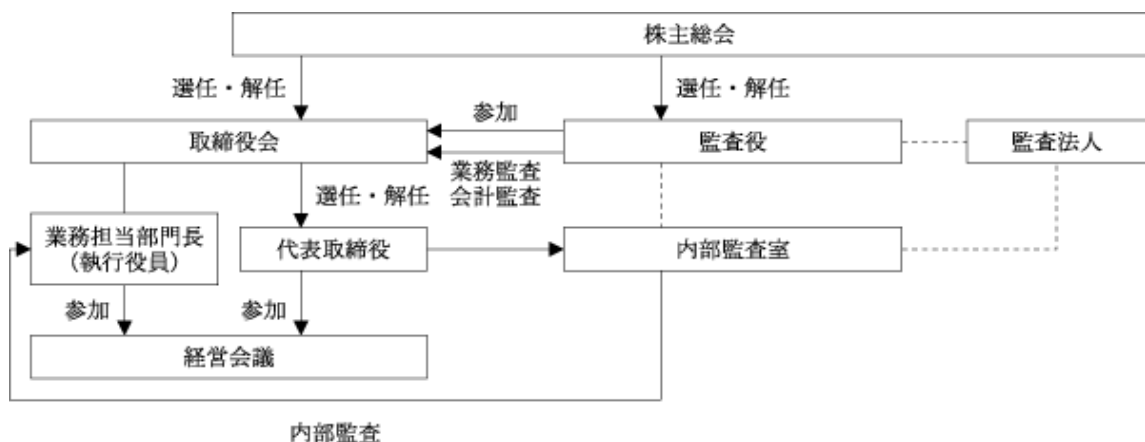 株主総会
選任・解任
選任・解任
参加
取締役会
監査役
監査法人
業務監査
会計監査
選任・解任
業務担当部門長
(執行役員)
代表取締役
内部監査室
参加
参加
経営会議
内部監査